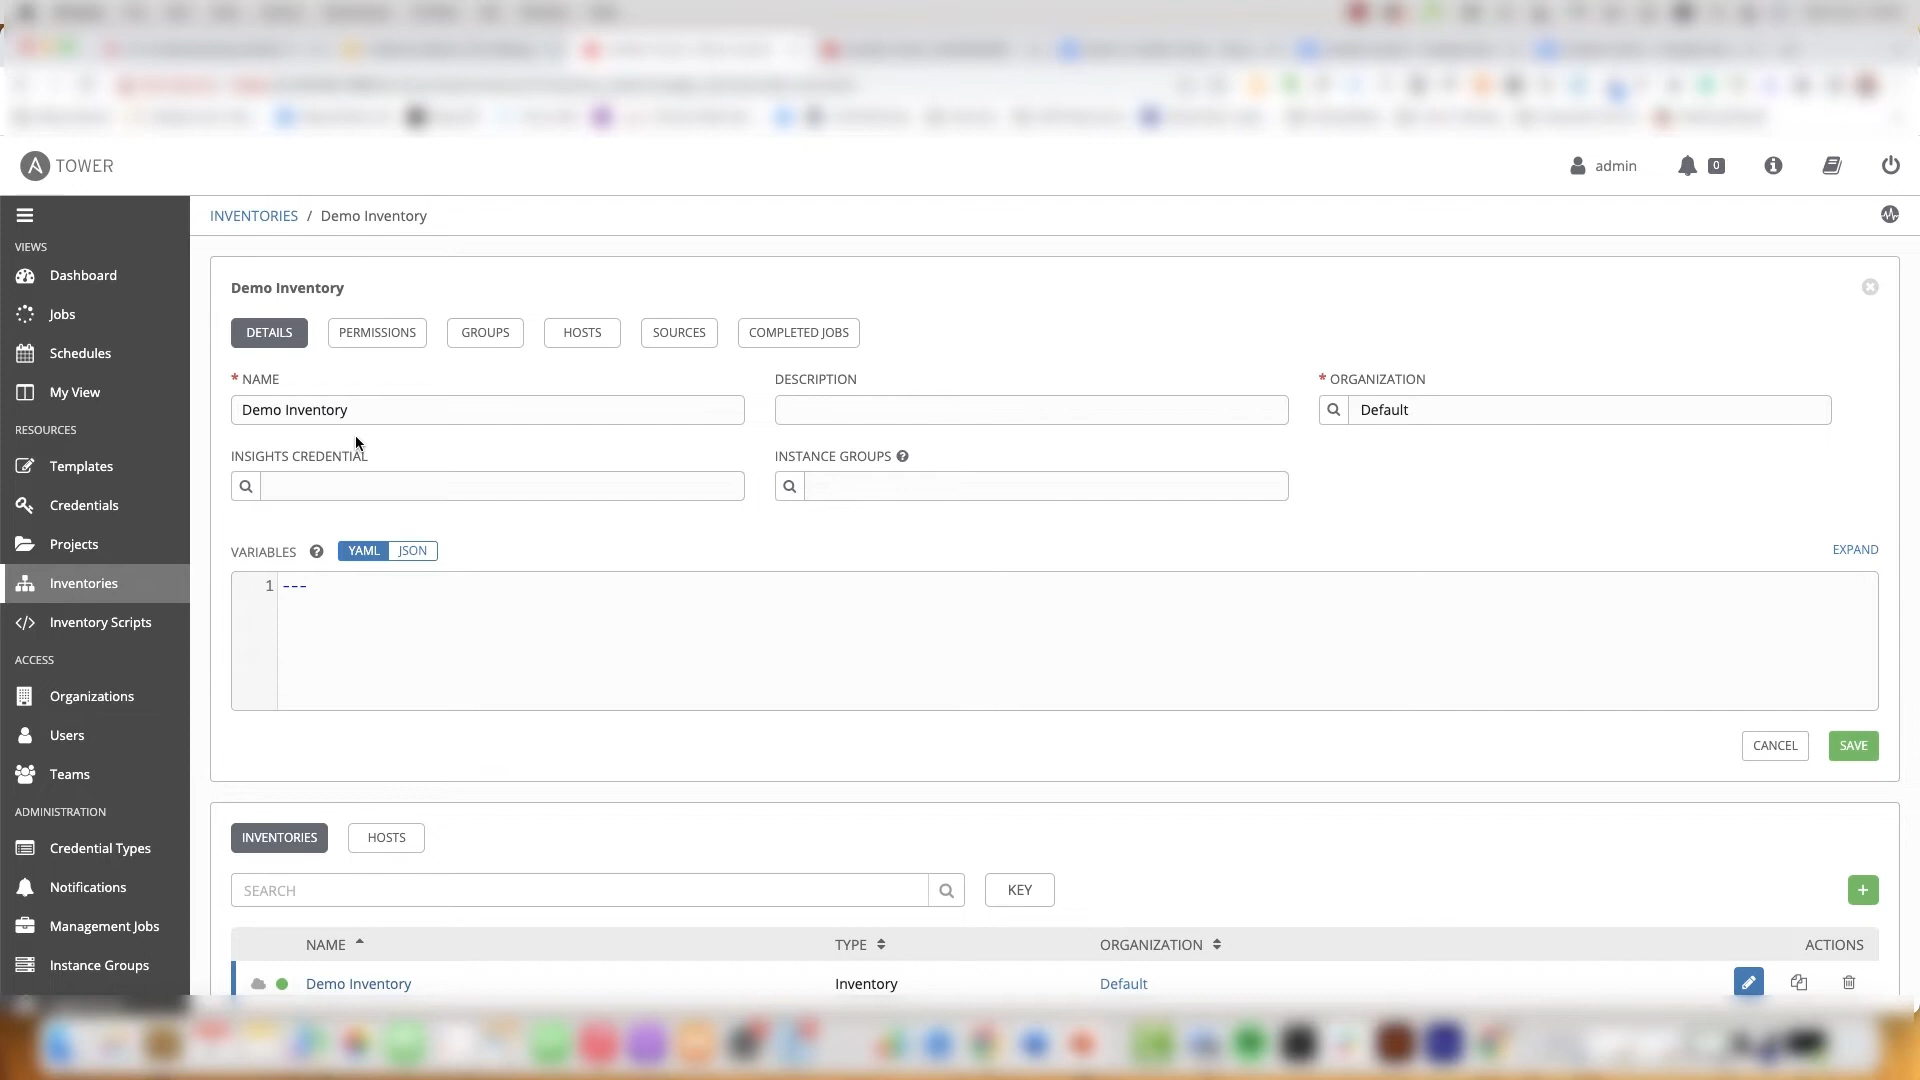 TOWER
admin
0
VIEWS
Dashboard
Jobs
Schedules
My View
RESOURCES
Templates
Credentials
Projects
Inventories
Inventory Scripts
ACCESS
Organizations
Users
Teams
ADMINISTRATION
Credential Types
Notifications
Management Jobs
Instance Groups
INVENTORIES / Demo Inventory
Demo Inventory
DETAILS PERMISSIONS GROUPS HOSTS SOURCES COMPLETED JOBS
* NAME DESCRIPTION * ORGANIZATION
Demo Inventory Default
INSIGHTS CREDENTIAL INSTANCE GROUPS ?
VARIABLES ? YAML JSON EXPAND
1 ---
CANCEL SAVE
INVENTORIES HOSTS
SEARCH KEY +
NAME TYPE ORGANIZATION ACTIONS
Demo Inventory Inventory Default